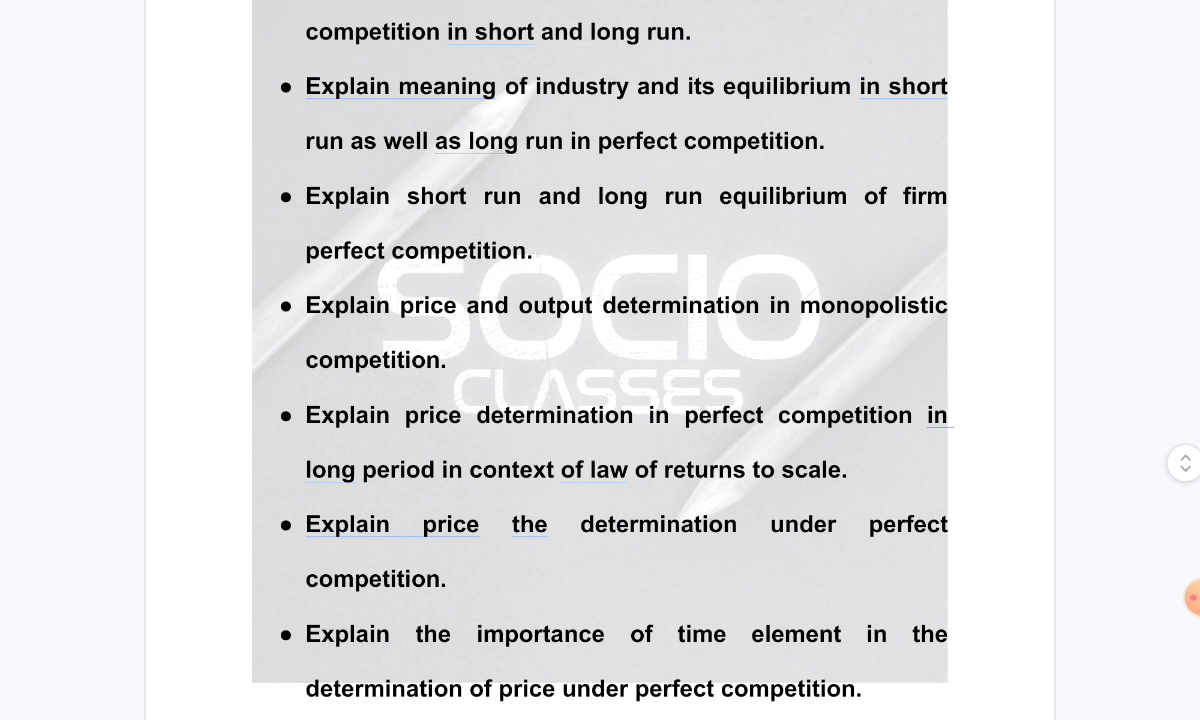 competition in short and long run.
● Explain meaning of industry and its equilibrium in short
run as well as long run in perfect competition.
● Explain short run and long run equilibrium of firm
perfect competition.
SOCIO
● Explain price and output determination in monopolistic
competition.
CLASSES
● Explain price determination in perfect competition in
long period in context of law of returns to scale.
● Explain price the determination under perfect
competition.
● Explain the importance of time element in the
determination of price under perfect competition.